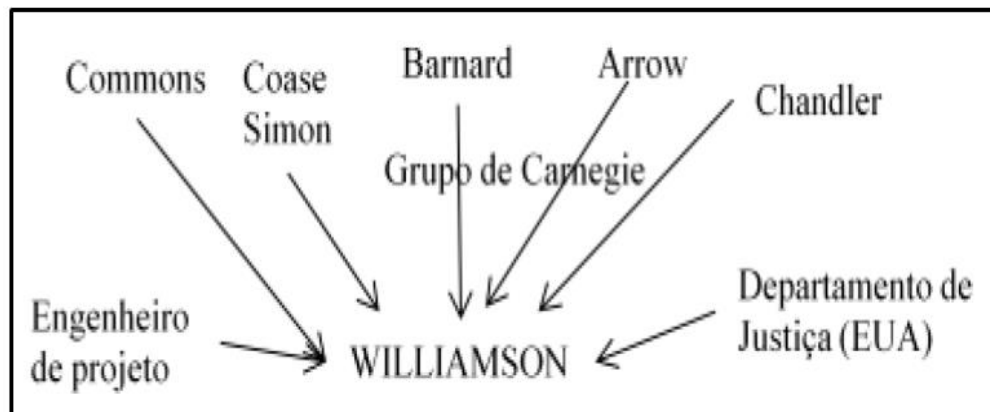 Commons
Coase
Simon
Barnard
Arrow
Chandler
Grupo de Carnegie
Engenheiro
de projeto
WILLIAMSON
Departamento de
Justiça (EUA)